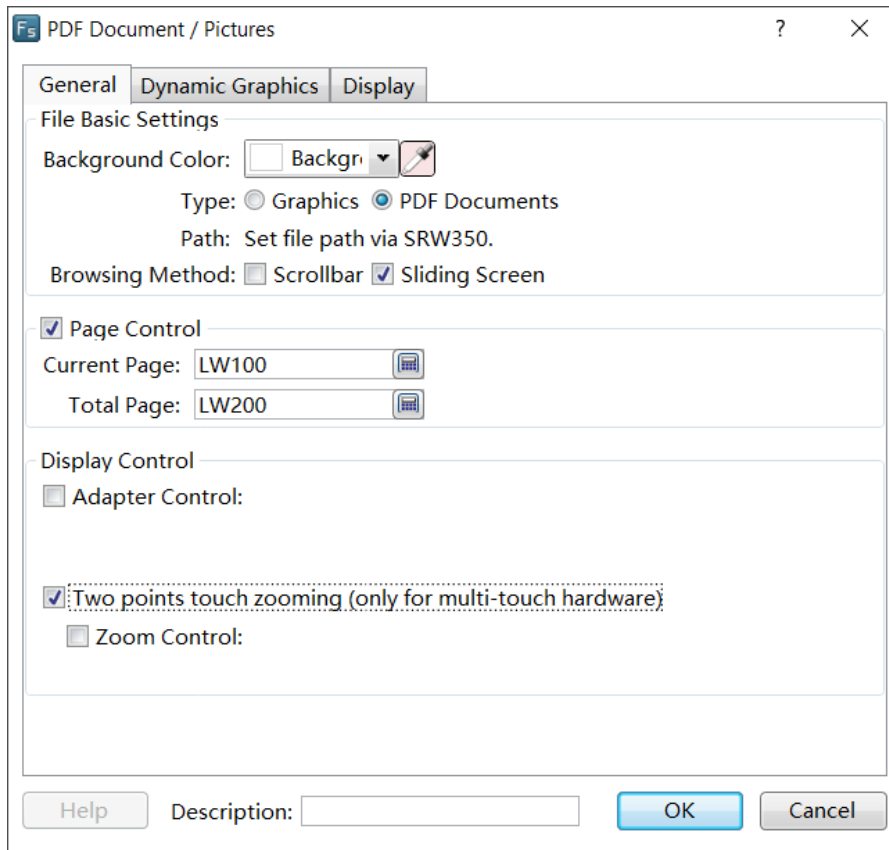 Fs PDF Document / Pictures ? ×
General Dynamic Graphics Display
File Basic Settings
Background Color: Backgr
Type: Graphics PDF Documents
Path: Set file path via SRW350.
Browsing Method: Scrollbar Sliding Screen
Page Control
Current Page: LW100
Total Page: LW200
Display Control
Adapter Control:
Two points touch zooming (only for multi-touch hardware)
Zoom Control:
Help Description: OK Cancel